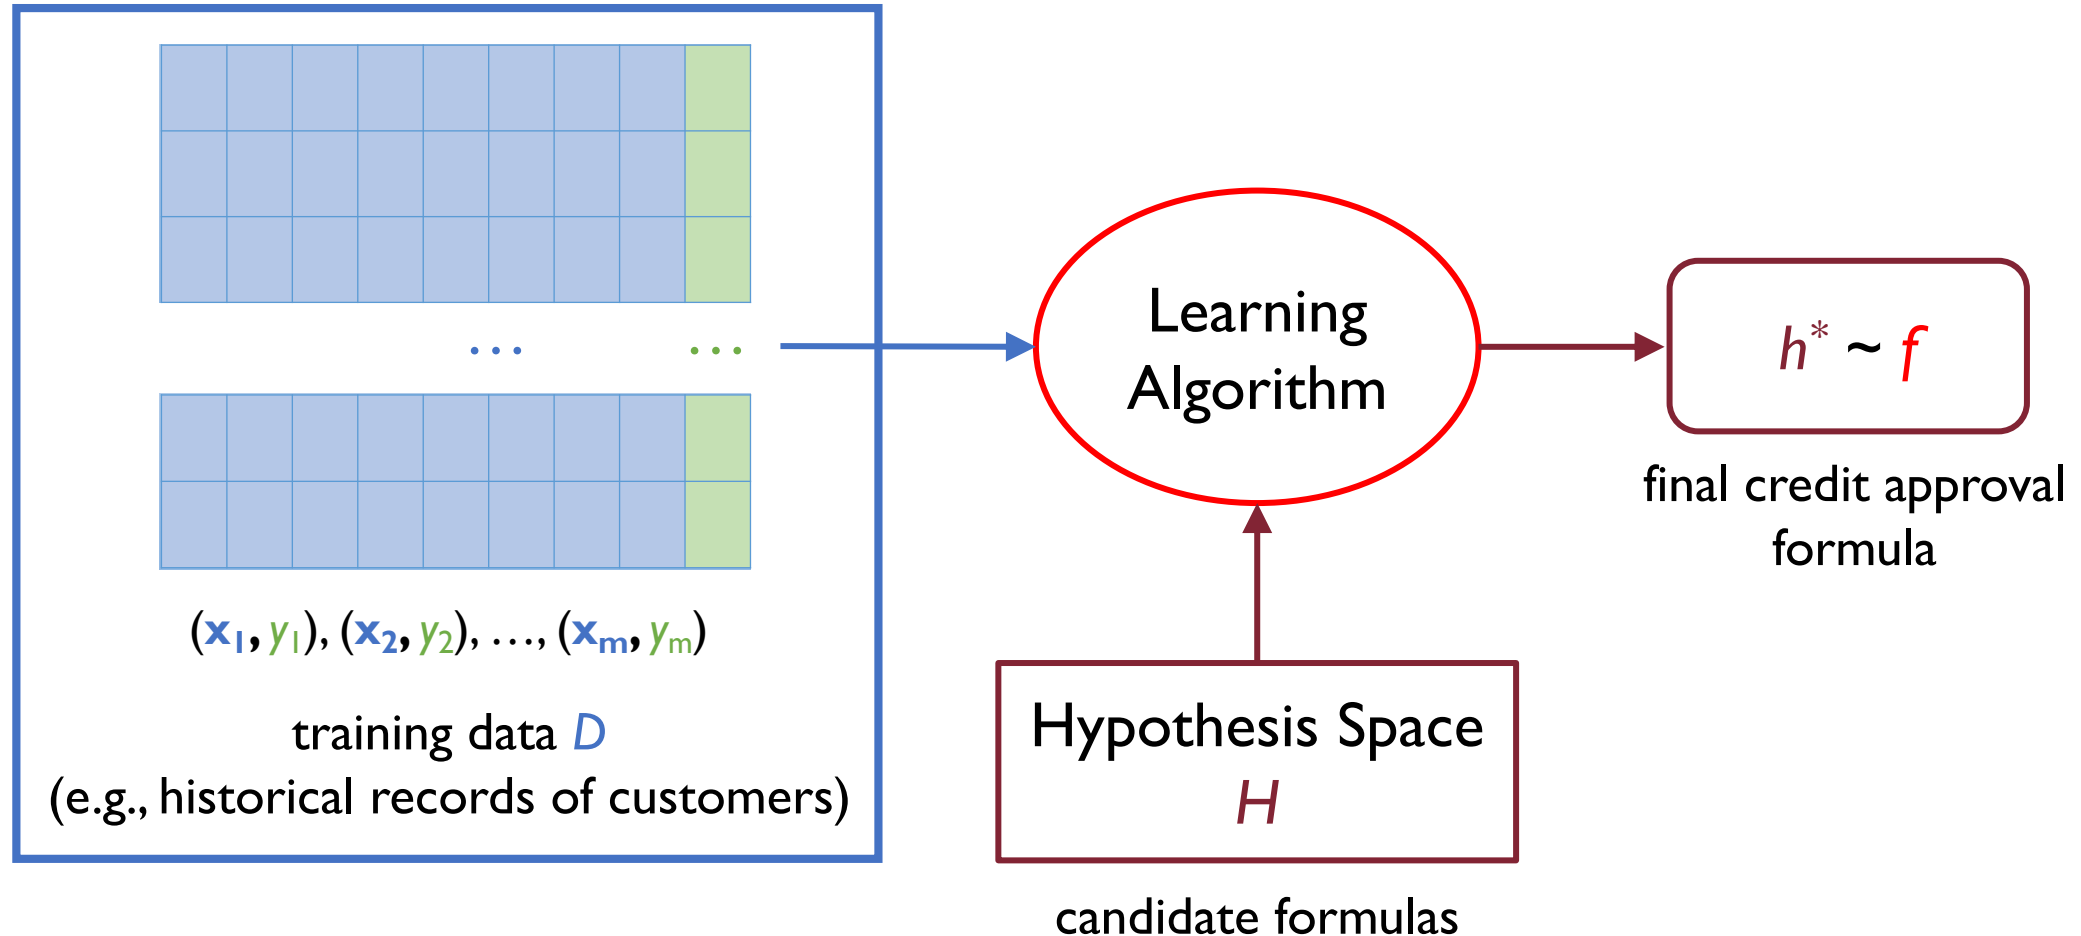 ... ...
(x1, y1), (x2, y2), ..., (xm, ym)
training data D
(e.g., historical records of customers)
Learning
Algorithm
Hypothesis Space
H
candidate formulas
h* ~ f
final credit approval
formula